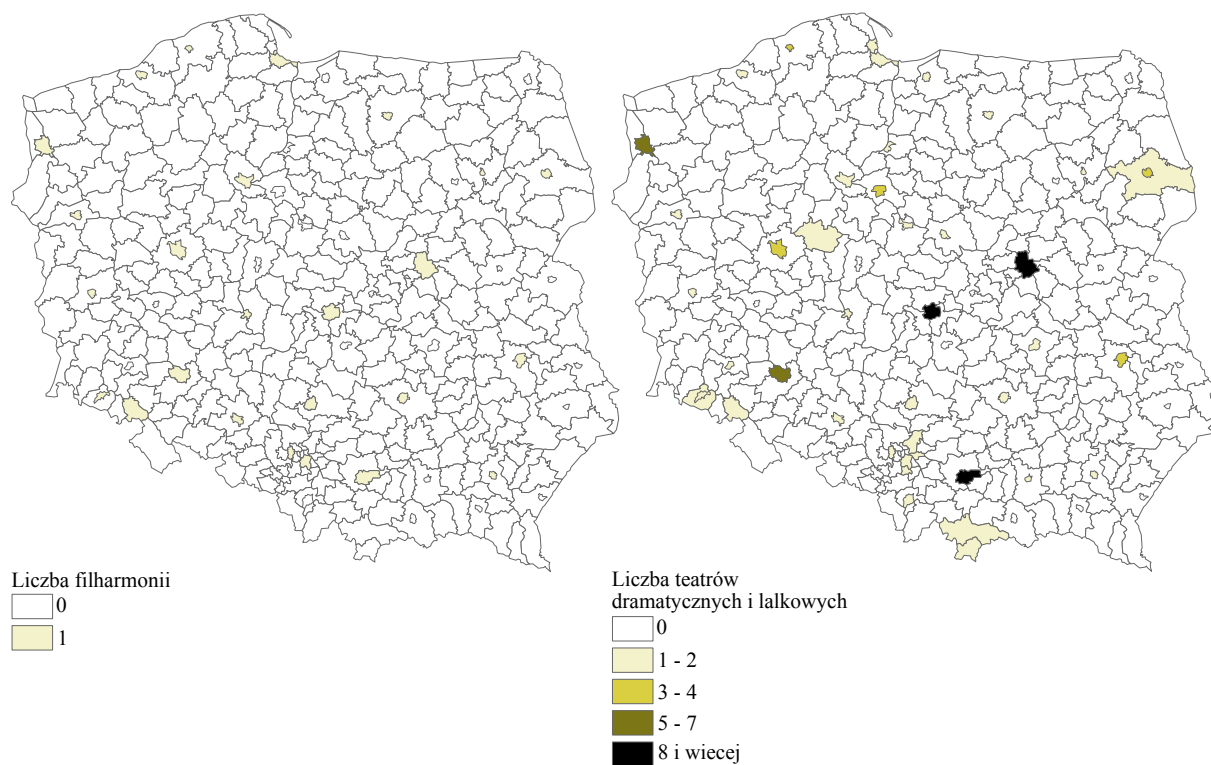 Liczba filharmonii
0
1
Liczba teatrów
dramatycznych i lalkowych
0
1 - 2
3 - 4
5 - 7
8 i wiecej